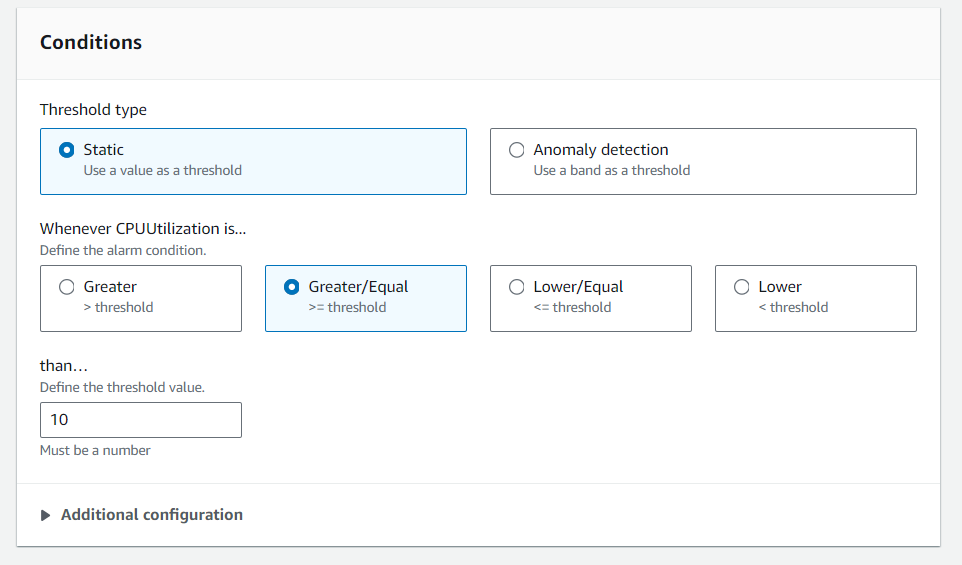 Conditions
Threshold type
Static
Use a value as a threshold
Anomaly detection
Use a band as a threshold
Whenever CPUUtilization is...
Define the alarm condition.
Greater
> threshold
Greater/Equal
>= threshold
Lower/Equal
<= threshold
Lower
< threshold
than…
Define the threshold value.
10
Must be a number
Additional configuration